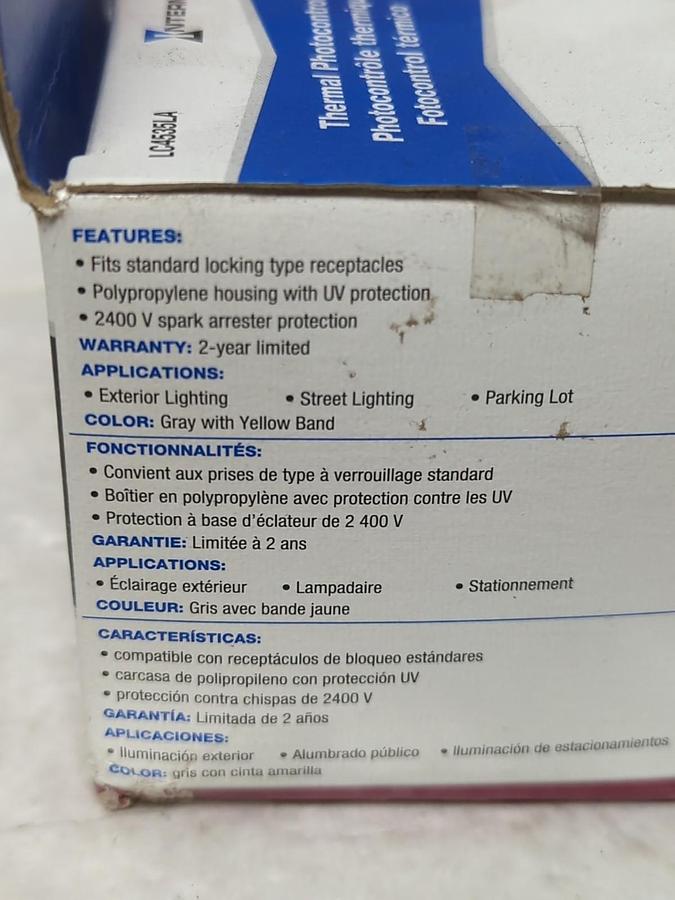 LC4535LA
Thermal Photocontrol
Photocontrôle thermique
Fotocontrol térmico
FEATURES:
• Fits standard locking type receptacles
• Polypropylene housing with UV protection
• 2400 V spark arrester protection
WARRANTY: 2-year limited
APPLICATIONS:
• Exterior Lighting • Street Lighting • Parking Lot
COLOR: Gray with Yellow Band
FONCTIONNALITÉS:
• Convient aux prises de type à verrouillage standard
• Boîtier en polypropylène avec protection contre les UV
• Protection à base d'éclateur de 2 400 V
GARANTIE: Limitée à 2 ans
APPLICATIONS:
• Éclairage extérieur • Lampadaire • Stationnement
COULEUR: Gris avec bande jaune
CARACTERÍSTICAS:
• compatible con receptáculos de bloqueo estándares
• carcasa de polipropileno con protección UV
• protección contra chispas de 2400 V
GARANTÍA: Limitada de 2 años
APLICACIONES:
• Iluminación exterior • Alumbrado público • Iluminación de estacionamientos
COLOR: gris con cinta amarilla